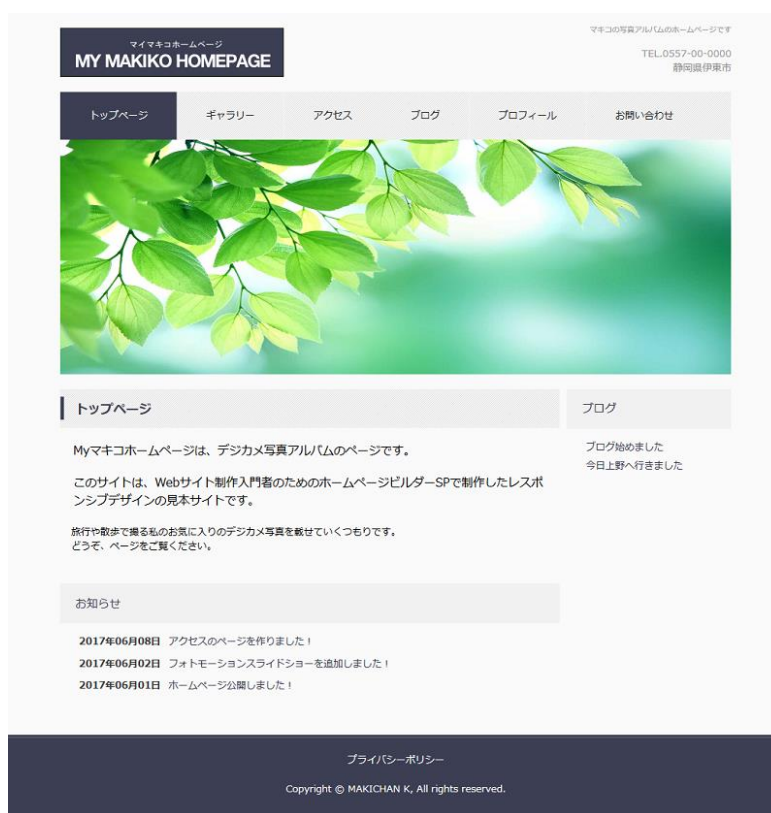 マキコの写真アルバムのホームページです
マイマキコホームページ
MY MAKIKO HOMEPAGE
TEL.0557-00-0000
静岡県伊東市
トップページ ギャラリー アクセス ブログ プロフィール お問い合わせ
トップページ
Myマキコホームページは、デジカメ写真アルバムのページです。
このサイトは、Webサイト制作入門者のためのホームページビルダーSPで制作したレスポ
ンシブデザインの見本サイトです。
旅行や散歩で撮る私のお気に入りのデジカメ写真を載せていくつもりです。
どうぞ、ページをご覧ください。
ブログ
ブログ始めました
今日上野へ行きました
お知らせ
2017年06月08日 アクセスのページを作りました！
2017年06月02日 フォトモーションスライドショーを追加しました！
2017年06月01日 ホームページ公開しました！
プライバシーポリシー
Copyright © MAKICHAN K, All rights reserved.